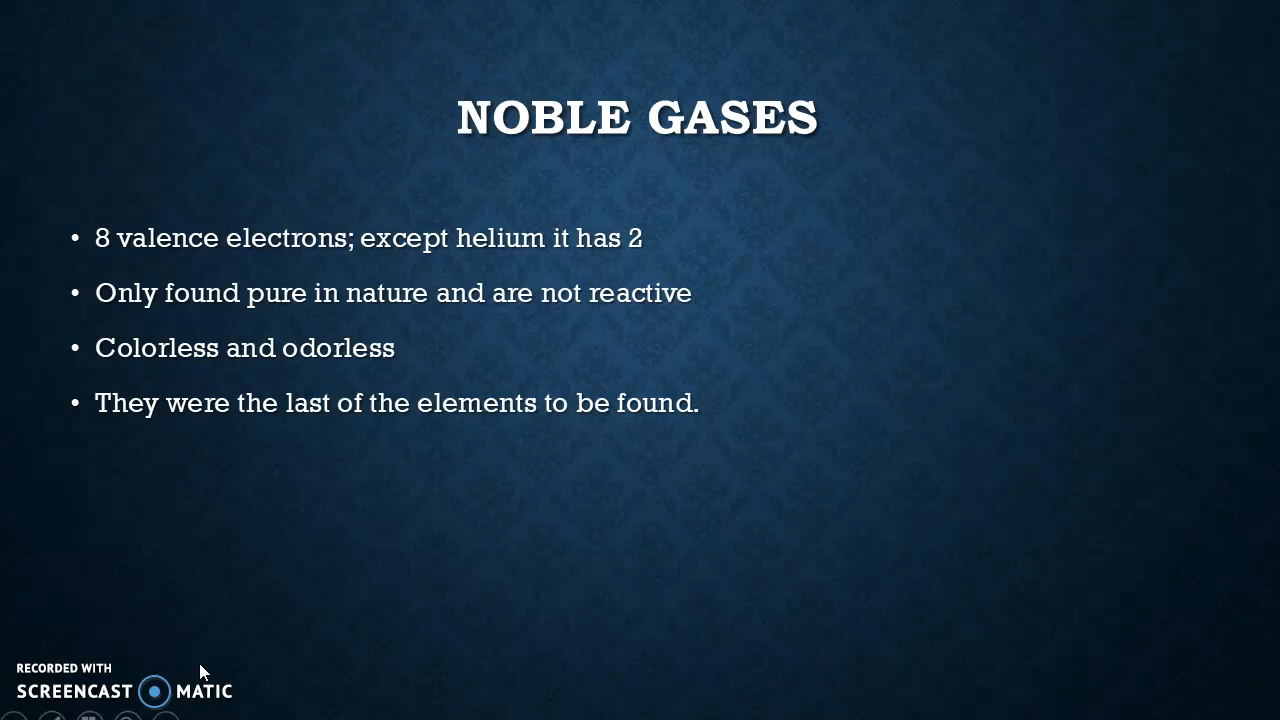 NOBLE GASES
• 8 valence electrons; except helium it has 2
• Only found pure in nature and are not reactive
• Colorless and odorless
• They were the last of the elements to be found.
RECORDED WITH
SCREENCAST MATIC